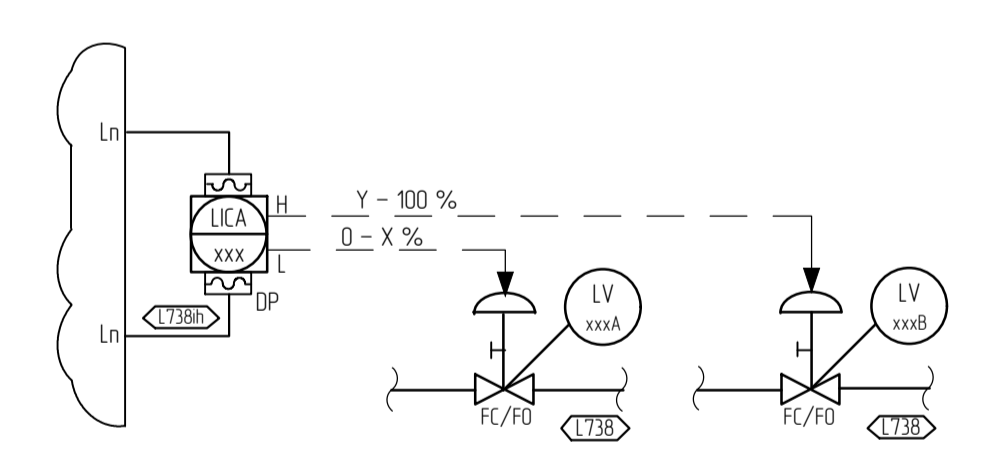 Ln
LICA
xxx
H
Y - 100 %
0 - X %
L
DP
L738ih
Ln
LV
xxxA
FC/FO
L738
LV
xxxB
FC/FO
L738